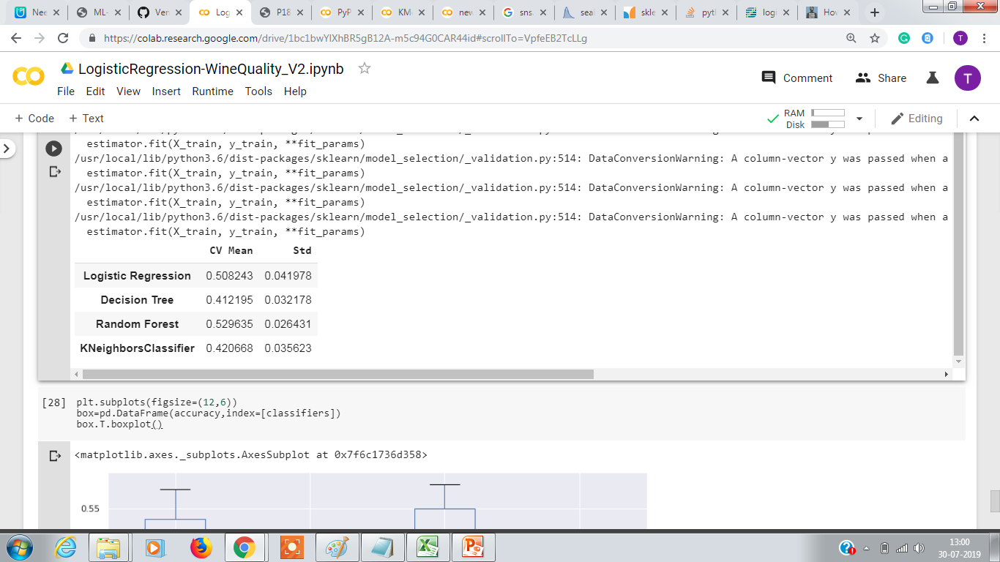 Nee
ML-
Ver
Log
P18
PyP
KM
new
sns.
seal
skle
pytl
logi
Hov
https://colab.research.google.com/drive/1bc1bwYlXhBR5gB12A-m5c94G0CAR44id#scrollTo=VpfeEB2TcLLg
T
LogisticRegression-WineQuality_V2.ipynb
Comment
Share
T
File Edit View Insert Runtime Tools Help
+ Code + Text
RAM
Disk
Editing
estimator.fit(X_train, y_train, **fit_params)
/usr/local/lib/python3.6/dist-packages/sklearn/model_selection/_validation.py:514: DataConversionWarning: A column-vector y was passed when a
estimator.fit(X_train, y_train, **fit_params)
/usr/local/lib/python3.6/dist-packages/sklearn/model_selection/_validation.py:514: DataConversionWarning: A column-vector y was passed when a
estimator.fit(X_train, y_train, **fit_params)
/usr/local/lib/python3.6/dist-packages/sklearn/model_selection/_validation.py:514: DataConversionWarning: A column-vector y was passed when a
estimator.fit(X_train, y_train, **fit_params)
CV Mean Std
Logistic Regression 0.508243 0.041978
Decision Tree 0.412195 0.032178
Random Forest 0.529635 0.026431
KNeighborsClassifier 0.420668 0.035623
[28] plt.subplots(figsize=(12,6))
box=pd.DataFrame(accuracy,index=[classifiers])
box.T.boxplot()
<matplotlib.axes._subplots.AxesSubplot at 0x7f6c1736d358>
0.55
13:00
30-07-2019